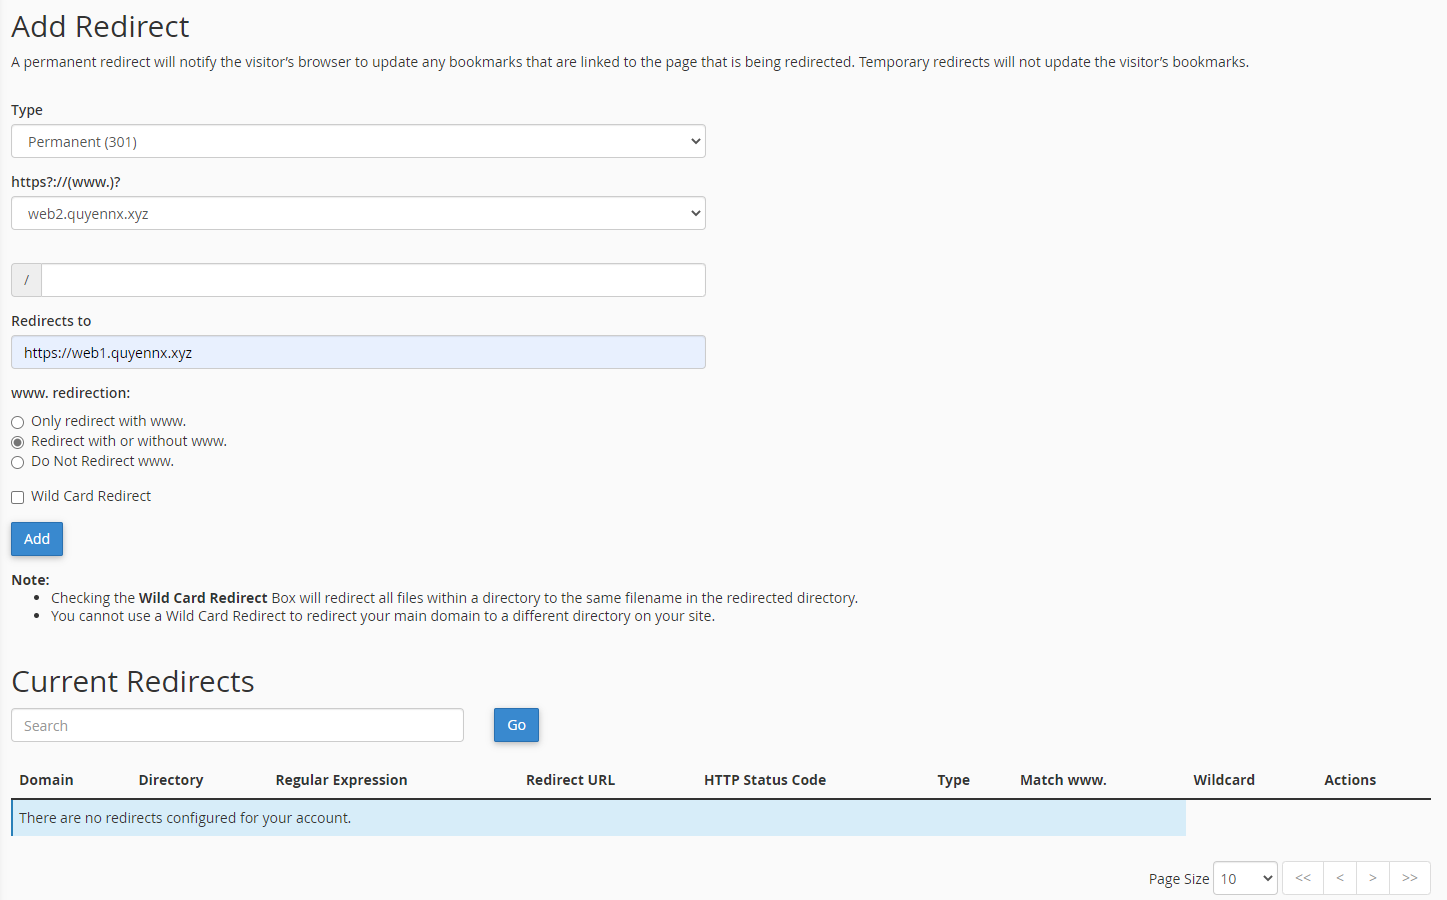 Add Redirect
A permanent redirect will notify the visitor’s browser to update any bookmarks that are linked to the page that is being redirected. Temporary redirects will not update the visitor’s bookmarks.
Type
Permanent (301)
https?://(www.)?
web2.quyennx.xyz
/
Redirects to
https://web1.quyennx.xyz
www. redirection:
Only redirect with www.
Redirect with or without www.
Do Not Redirect www.
Wild Card Redirect
Add
Note:
• Checking the Wild Card Redirect Box will redirect all files within a directory to the same filename in the redirected directory.
• You cannot use a Wild Card Redirect to redirect your main domain to a different directory on your site.
Current Redirects
Search Go
Domain Directory Regular Expression Redirect URL HTTP Status Code Type Match www. Wildcard Actions
There are no redirects configured for your account.
Page Size 10 << < > >>